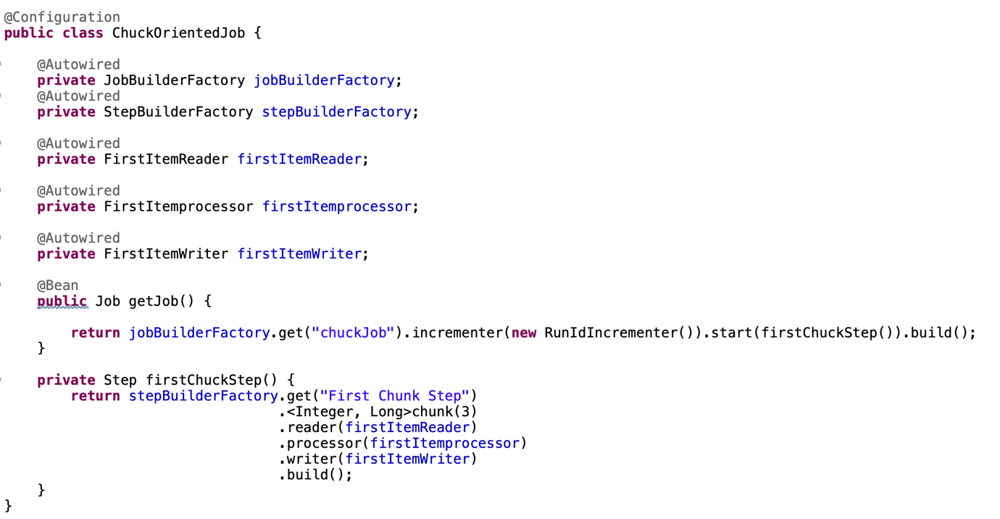 @Configuration
public class ChuckOrientedJob {
@Autowired
private JobBuilderFactory jobBuilderFactory;
@Autowired
private StepBuilderFactory stepBuilderFactory;
@Autowired
private FirstItemReader firstItemReader;
@Autowired
private FirstItemprocessor firstItemprocessor;
@Autowired
private FirstItemWriter firstItemWriter;
@Bean
public Job getJob() {
return jobBuilderFactory.get("chuckJob").incrementer(new RunIdIncrementer()).start(firstChuckStep()).build();
}
private Step firstChuckStep() {
return stepBuilderFactory.get("First Chunk Step")
.<Integer, Long>chunk(3)
.reader(firstItemReader)
.processor(firstItemprocessor)
.writer(firstItemWriter)
.build();
}
}